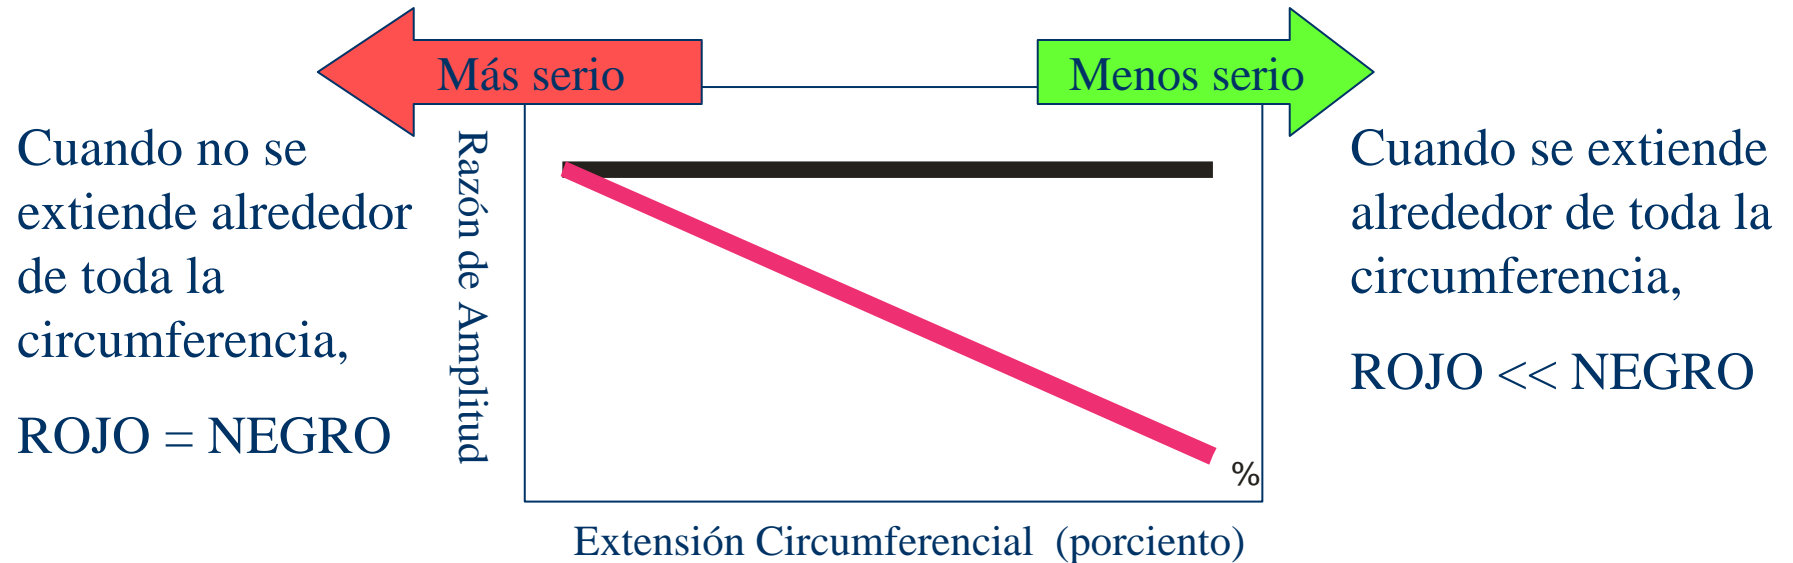 Más serio
Menos serio
Cuando no se
extiende alrededor
de toda la
circumferencia,
ROJO = NEGRO
Razón de Amplitud
Cuando se extiende
alrededor de toda la
circumferencia,
ROJO << NEGRO
%
Extensión Circumferencial (porciento)